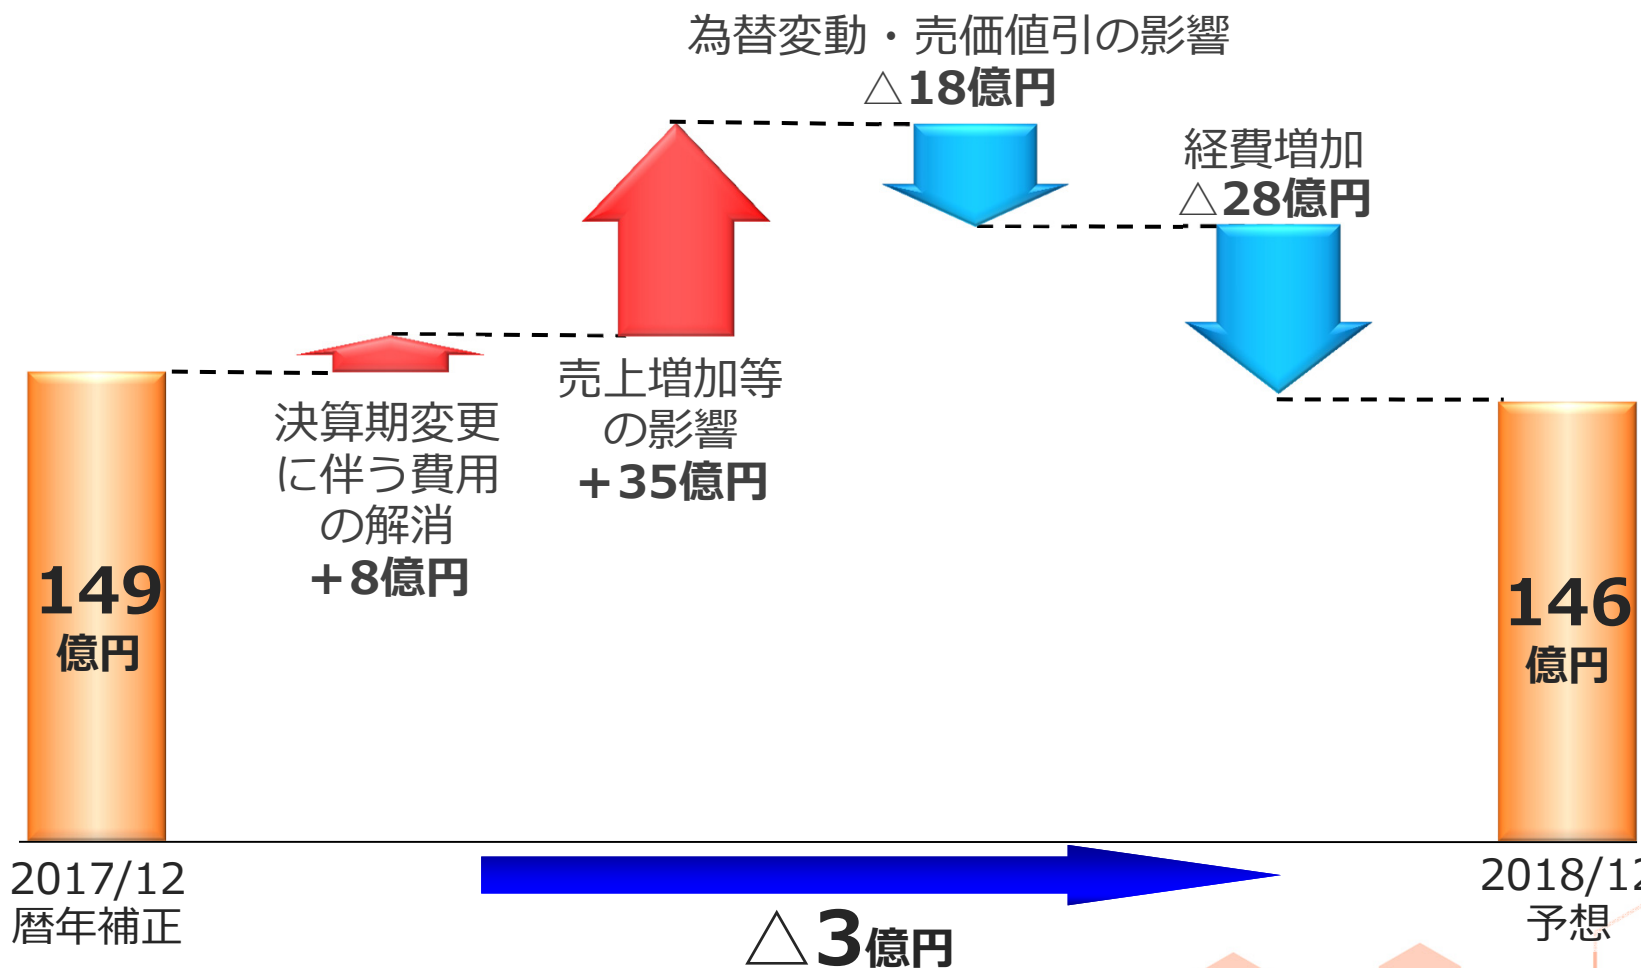 為替変動・売価値引の影響
△18億円
経費増加
△28億円
売上増加等
の影響
+35億円
決算期変更
に伴う費用
の解消
+8億円
149
億円
146
億円
2017/12
暦年補正
2018/12
予想
△3億円